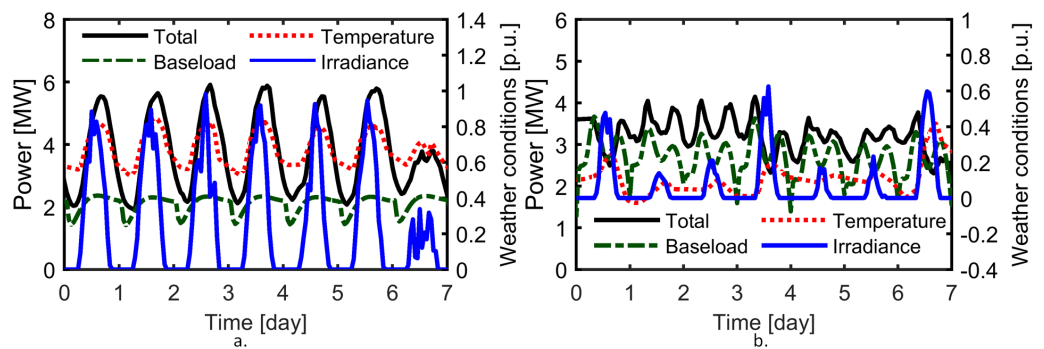 Power [MW]
8
6
4
2
0
Total
Baseload
Temperature
Irradiance
1.4
1.2
1
0.8
0.6
0.4
0.2
0
Weather conditions [p.u.]
0 1 2 3 4 5 6 7
Time [day]
a.
Power [MW]
6
5
4
3
2
1
0
Total
Baseload
Temperature
Irradiance
1
0.8
0.6
0.4
0.2
0
-0.2
-0.4
Weather conditions [p.u.]
0 1 2 3 4 5 6 7
Time [day]
b.